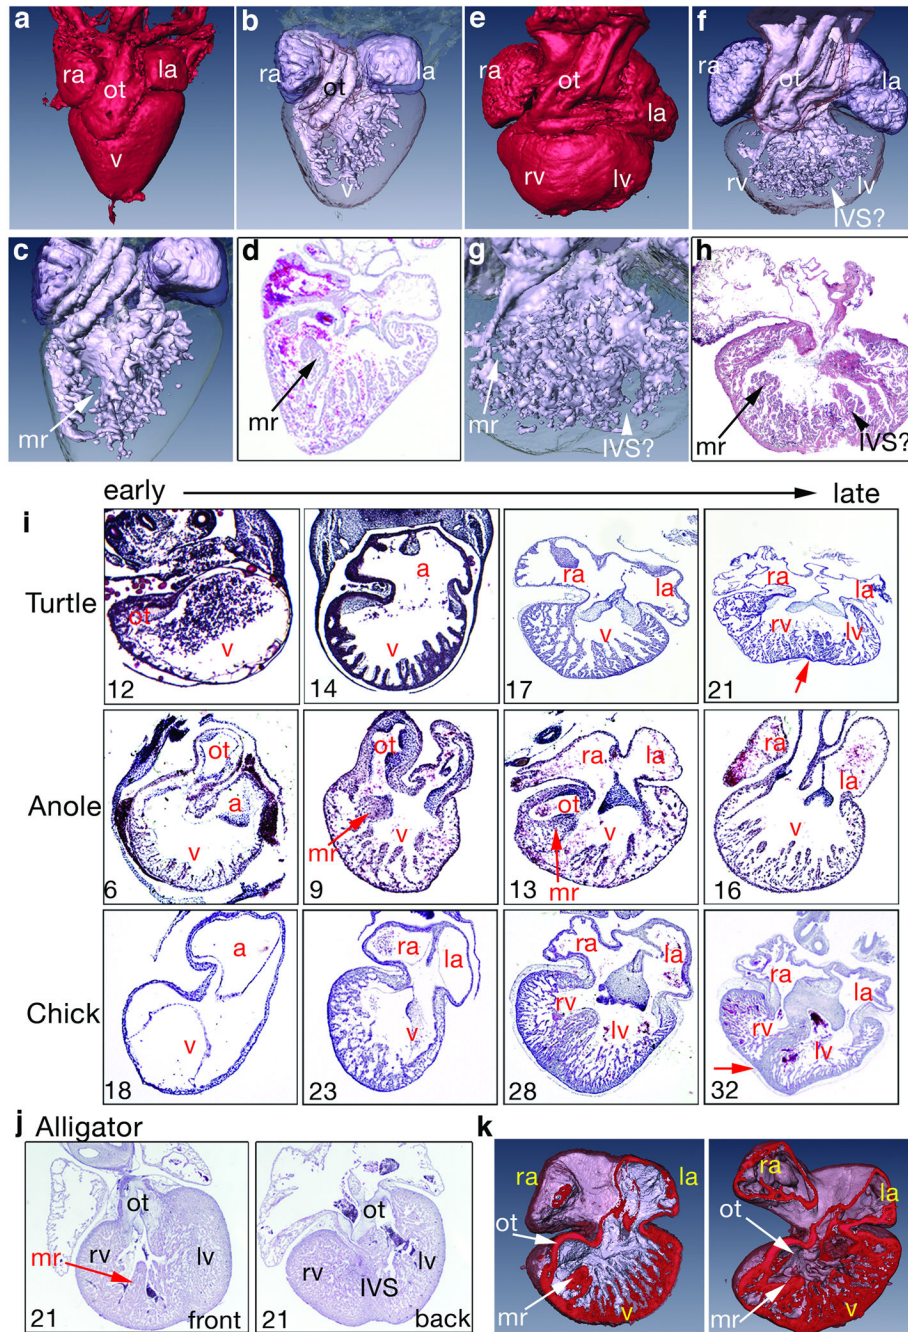 a
ra
la
ot
v
b
ra
ot
la
v
e
ra
ot
la
rv
lv
f
ra
ot
la
rv
lv
IVS?
c
mr
d
mr
g
mr
IVS?
h
mr
IVS?
early
late
i
Turtle
ot
v
12
a
v
14
ra
la
v
17
ra
la
rv
lv
21
Anole
ot
a
v
6
ot
mr
v
9
ra
la
ot
v
mr
13
ra
la
v
16
Chick
a
v
18
ra
la
v
23
ra
la
rv
lv
28
ra
la
rv
lv
32
j
Alligator
ot
rv
lv
mr
21
front
ot
rv
lv
IVS
21
back
k
ra
la
ot
mr
v
ra
la
ot
mr
v